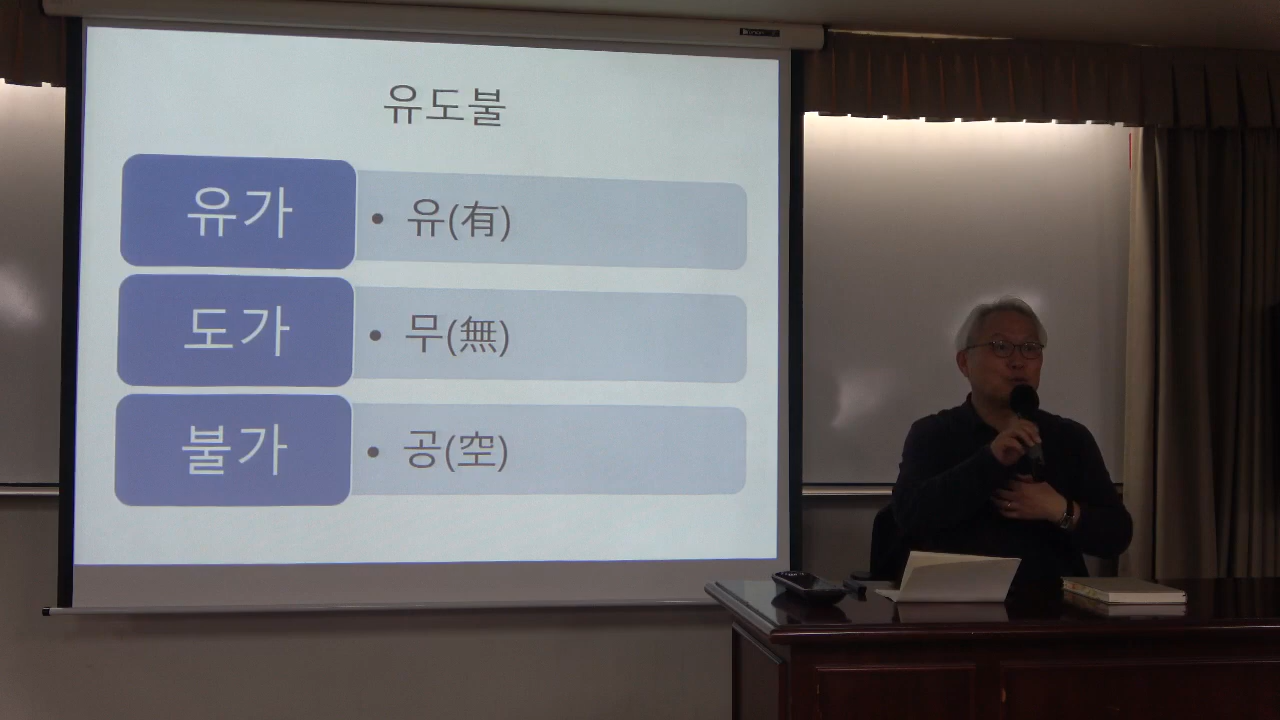 유도불
유가
• 유(有)
도가
• 무(無)
불가
• 공(空)